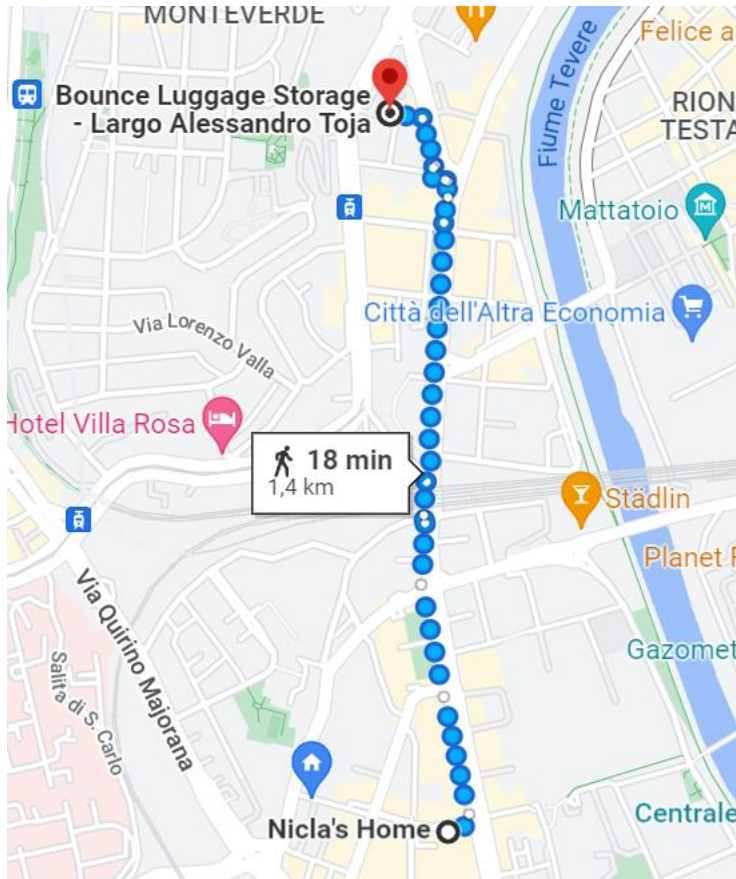 MONTEVERDE
Felice a
Bounce Luggage Storage
- Largo Alessandro Toja
Fiume Tevere
RION
TESTA
Mattatoio
M
Città dell'Altra Economia
Via Lorenzo Valla
Hotel Villa Rosa
18 min
1,4 km
Städlin
Planet F
Via Quirino Majorana
Salita di S. Carlo
Gazomet
Nicla's Home
Centrale